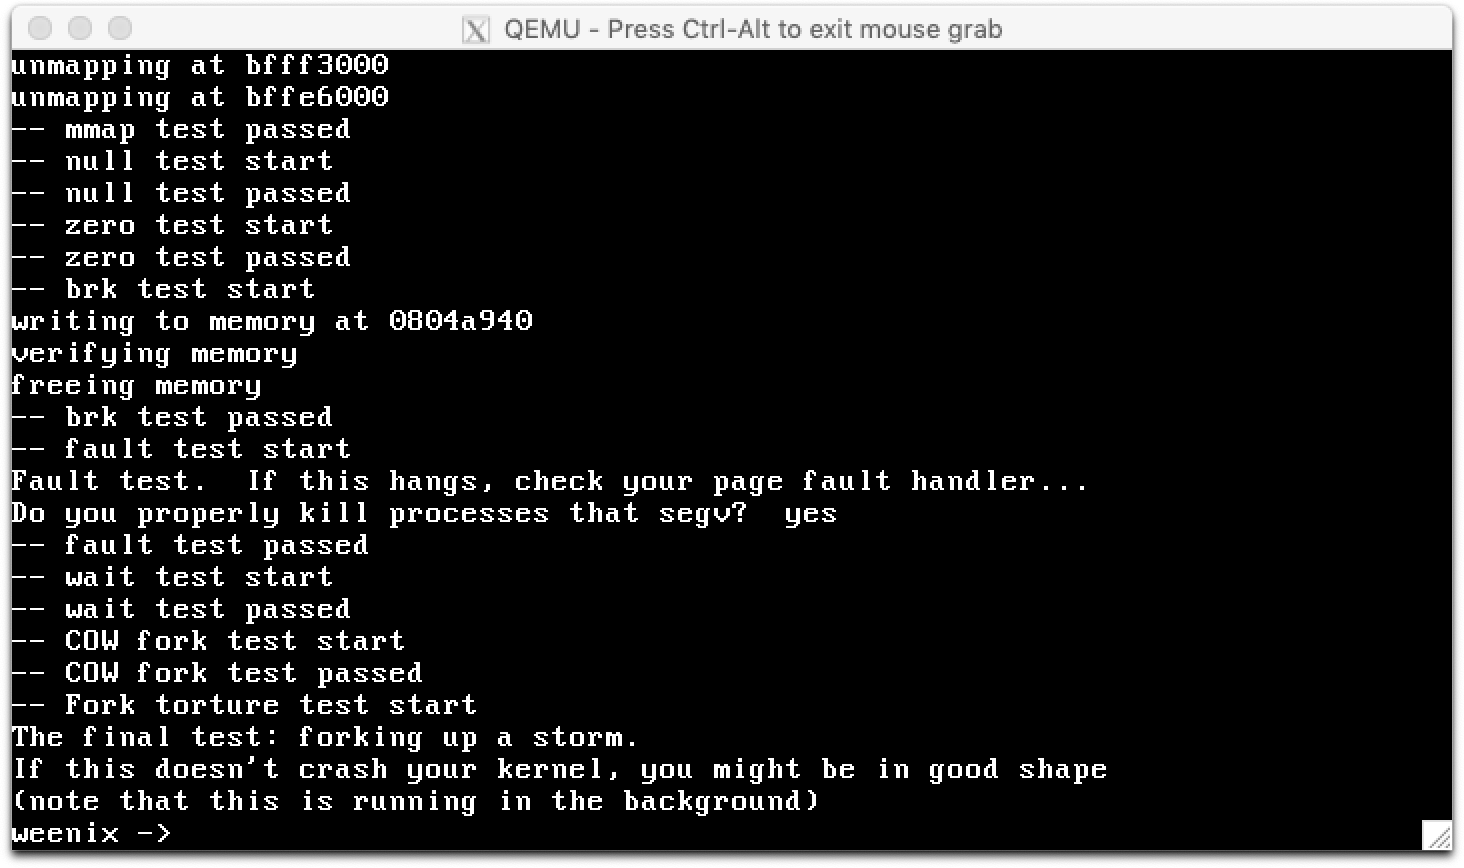 QEMU - Press Ctrl-Alt to exit mouse grab
unmapping at bfff3000
unmapping at bffe6000
-- mmap test passed
-- null test start
-- null test passed
-- zero test start
-- zero test passed
-- brk test start
writing to memory at 0804a940
verifying memory
freeing memory
-- brk test passed
-- fault test start
Fault test.  If this hangs, check your page fault handler...
Do you properly kill processes that segv?  yes
-- fault test passed
-- wait test start
-- wait test passed
-- COW fork test start
-- COW fork test passed
-- Fork torture test start
The final test: forking up a storm.
If this doesn't crash your kernel, you might be in good shape
(note that this is running in the background)
weenix ->